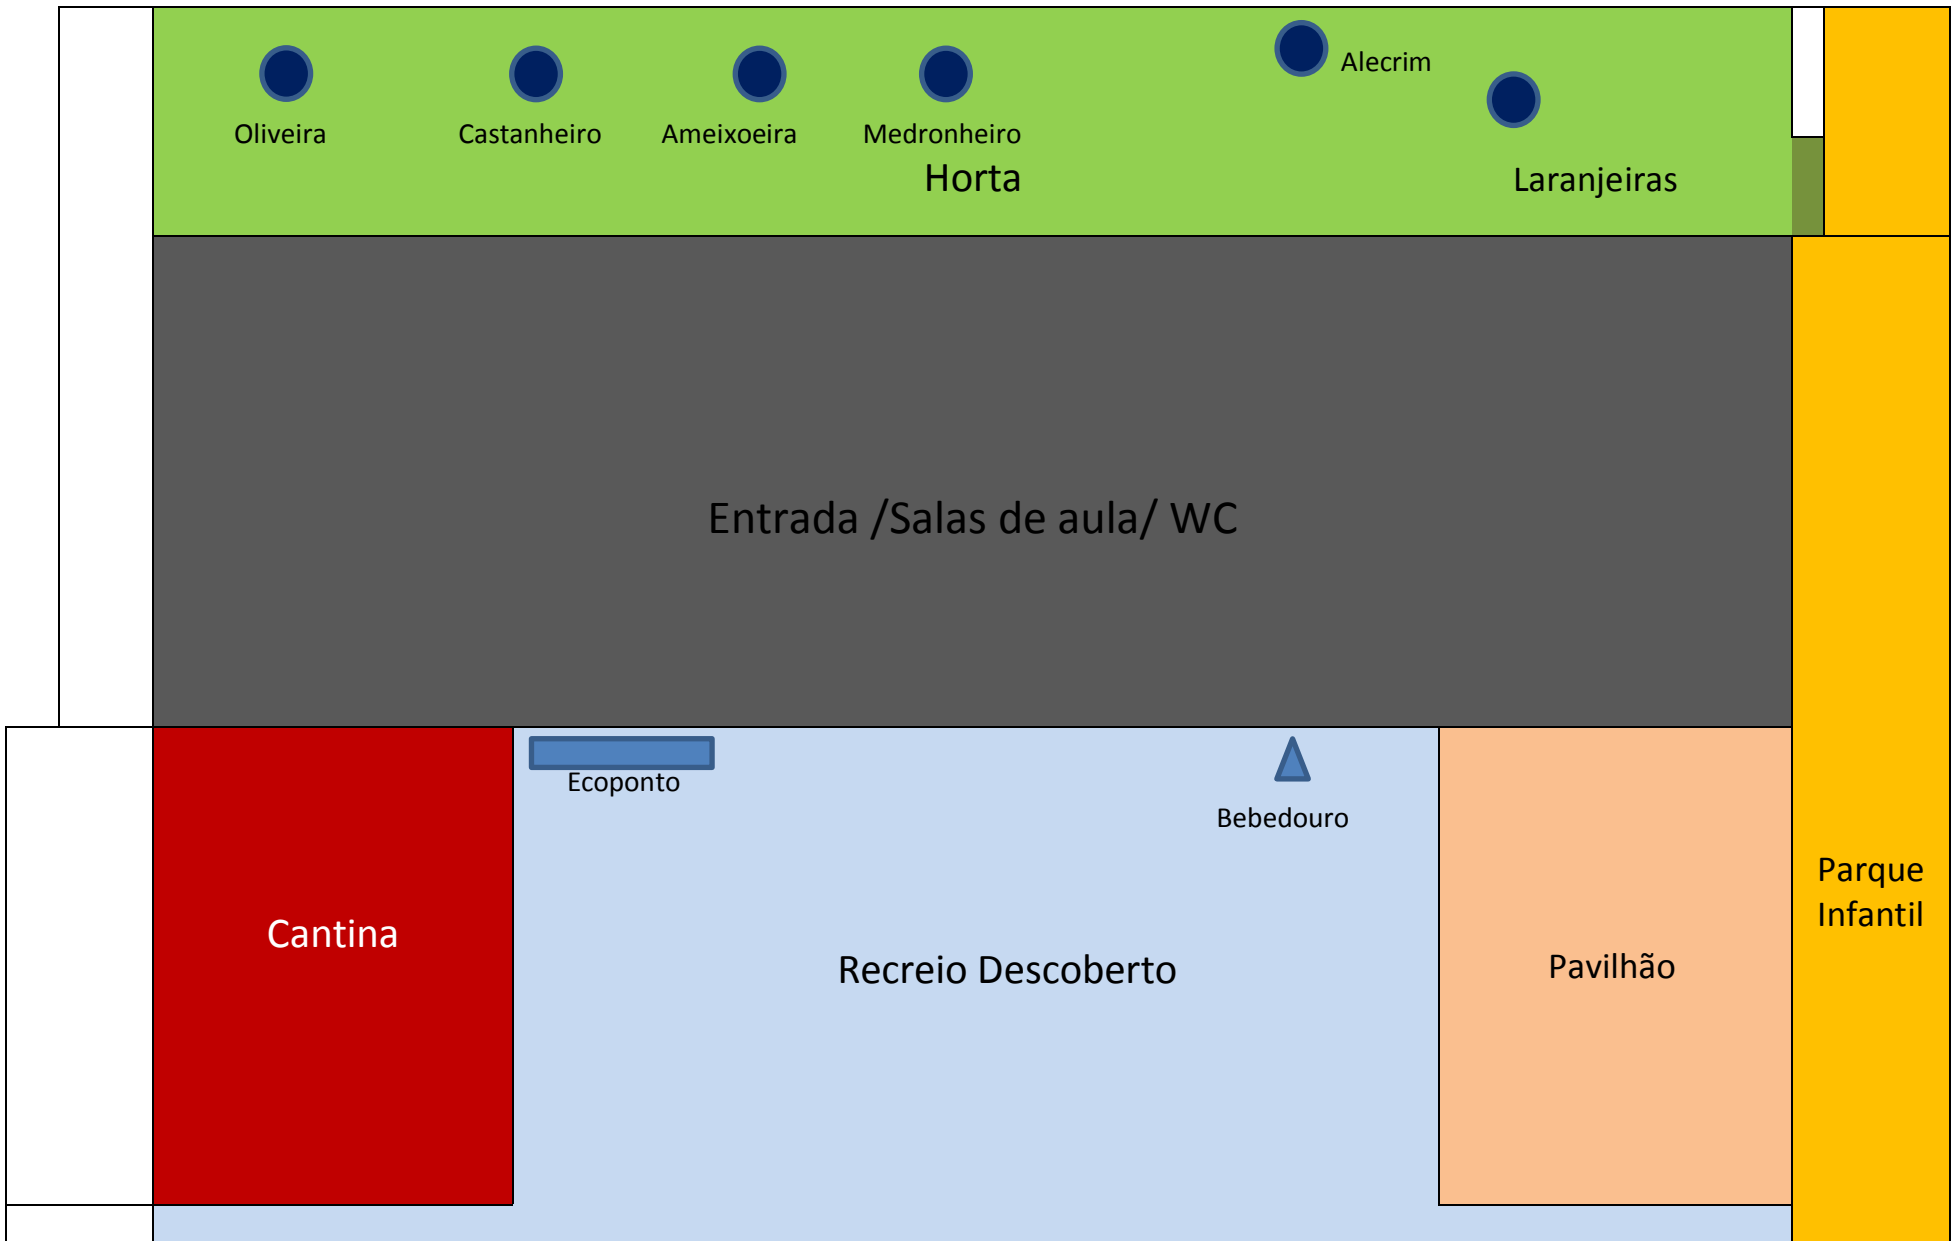 Alecrim
Oliveira
Castanheiro
Ameixoeira
Medronheiro
Horta
Laranjeiras
Entrada /Salas de aula/ WC
Ecoponto
Bebedouro
Parque
Infantil
Cantina
Recreio Descoberto
Pavilhão